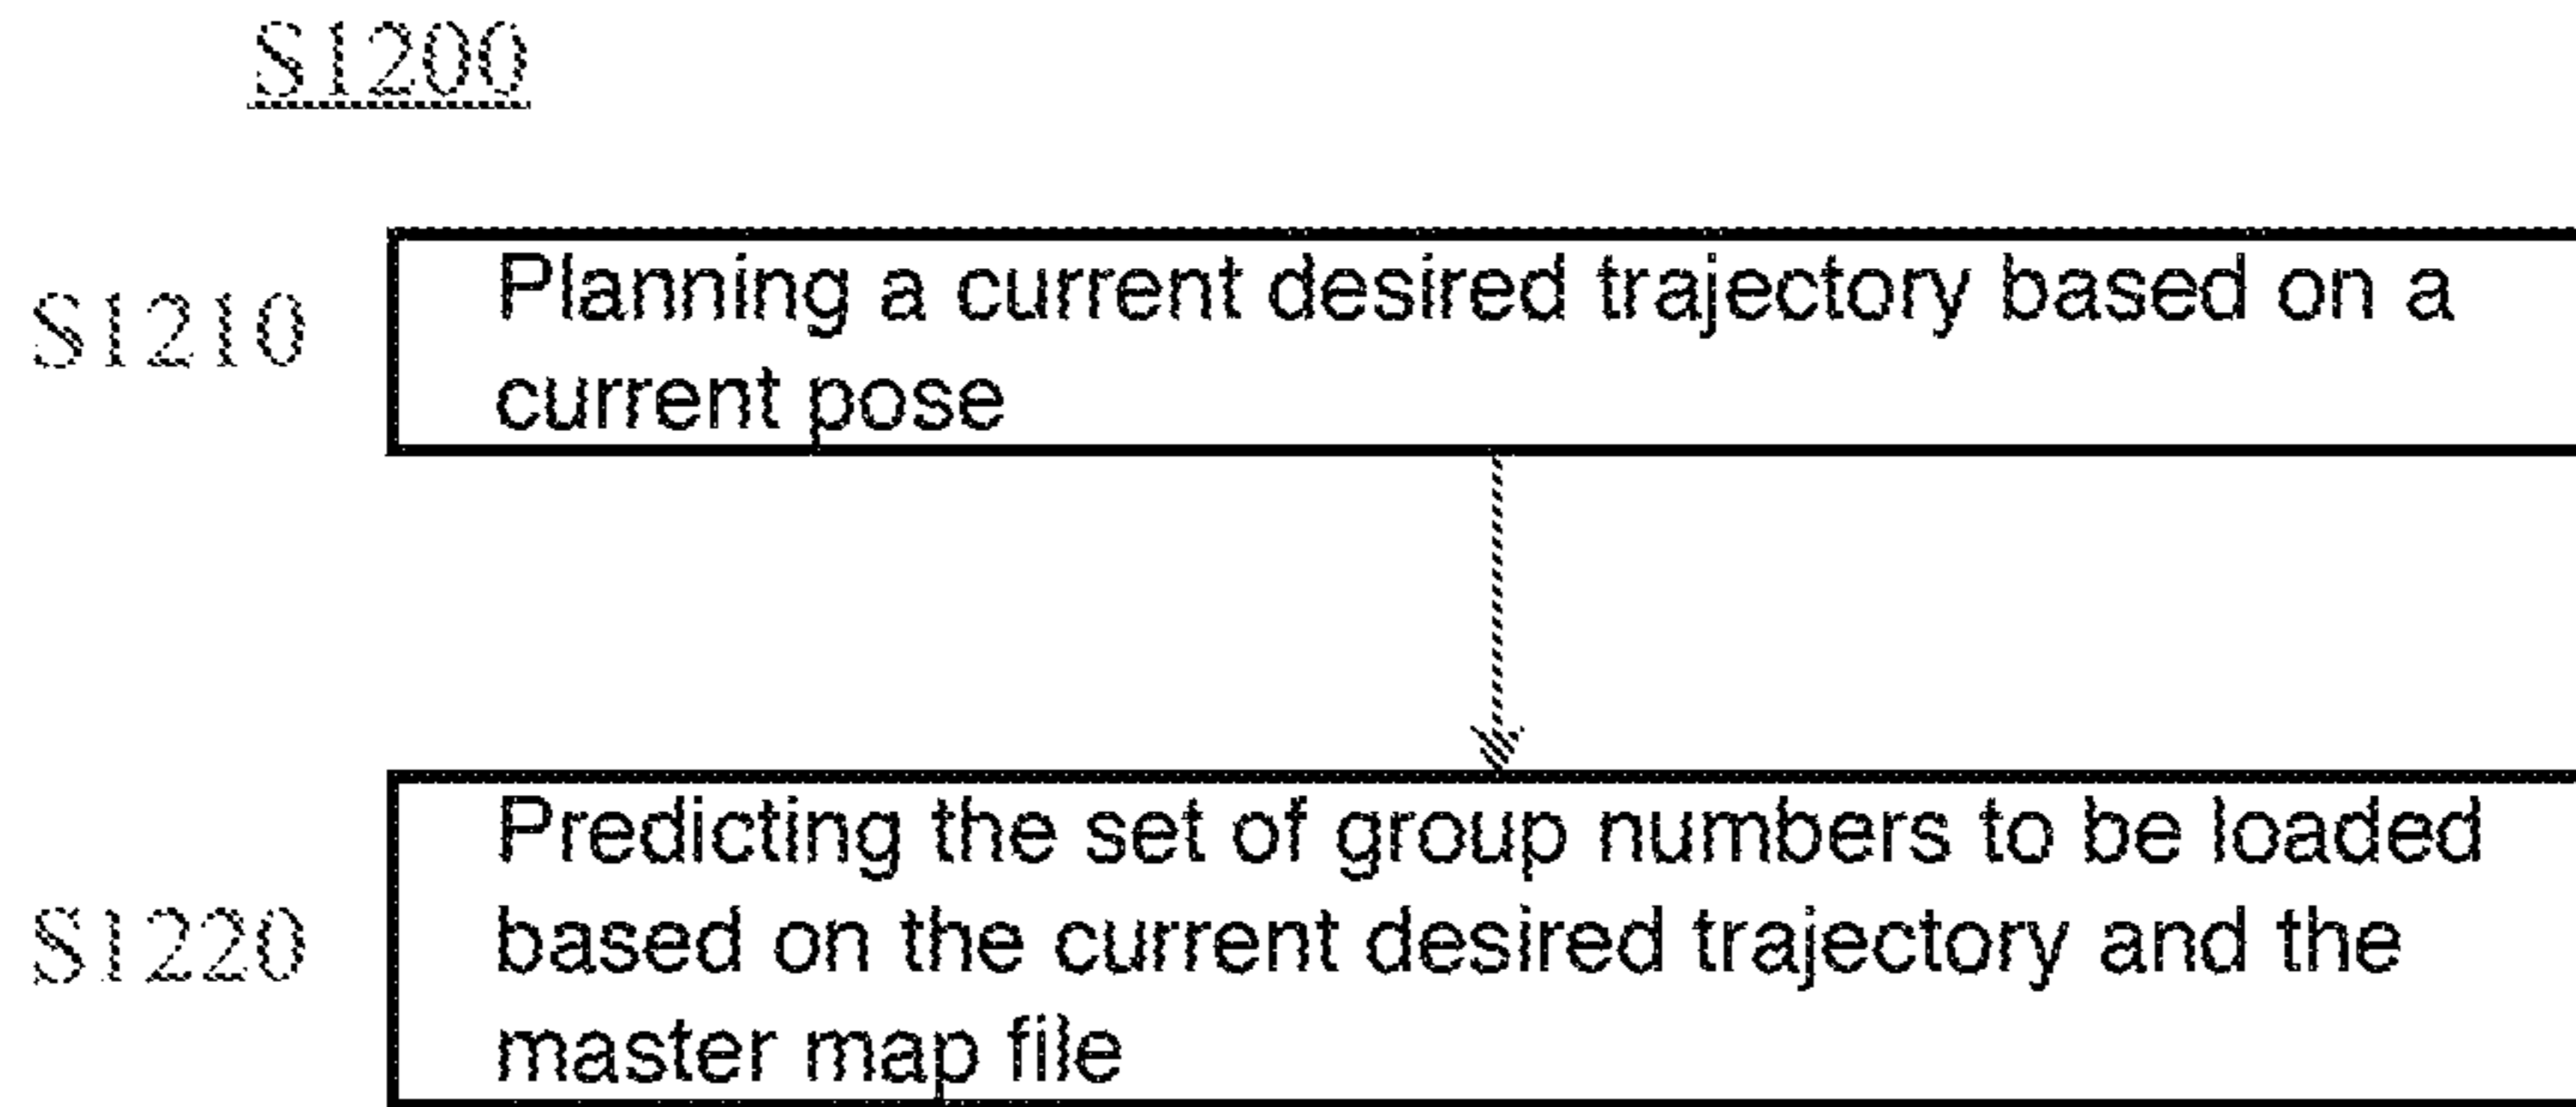 S1200
S1210
Planning a current desired trajectory based on a
current pose
S1220
Predicting the set of group numbers to be loaded
based on the current desired trajectory and the
master map file